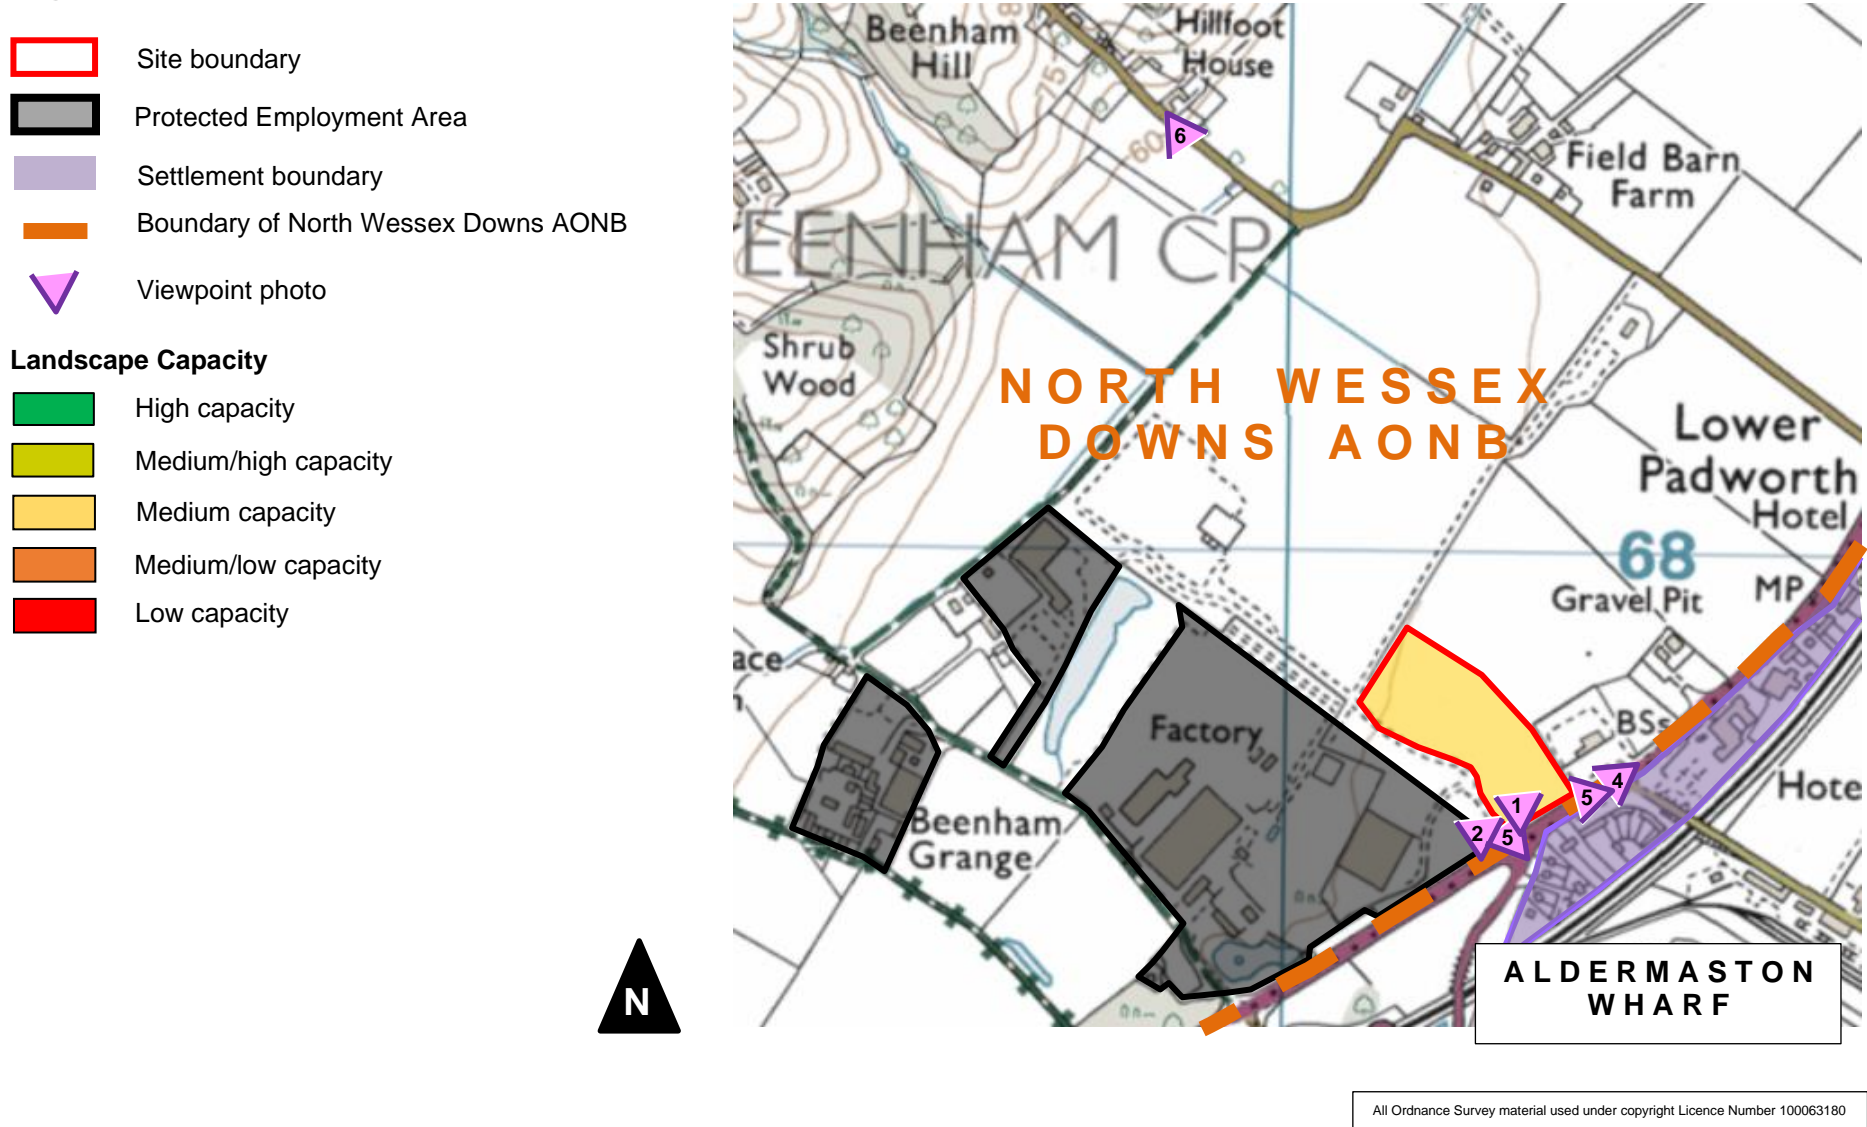 Site boundary
Protected Employment Area
Settlement boundary
Boundary of North Wessex Downs AONB
Viewpoint photo
Landscape Capacity
High capacity
Medium/high capacity
Medium capacity
Medium/low capacity
Low capacity
N
Beenham
Hill
Hillfoot
House
75
60
6
Field Barn
Farm
EENHAM CP
Shrub
Wood
NORTH WESSEX
DOWNS AONB
Lower
Padworth
Hotel
68
MP
Gravel Pit
ace
Factory
BSs
Hote
Beenham
Grange
1
2
5
5
4
ALDERMASTON
WHARF
All Ordnance Survey material used under copyright Licence Number 100063180